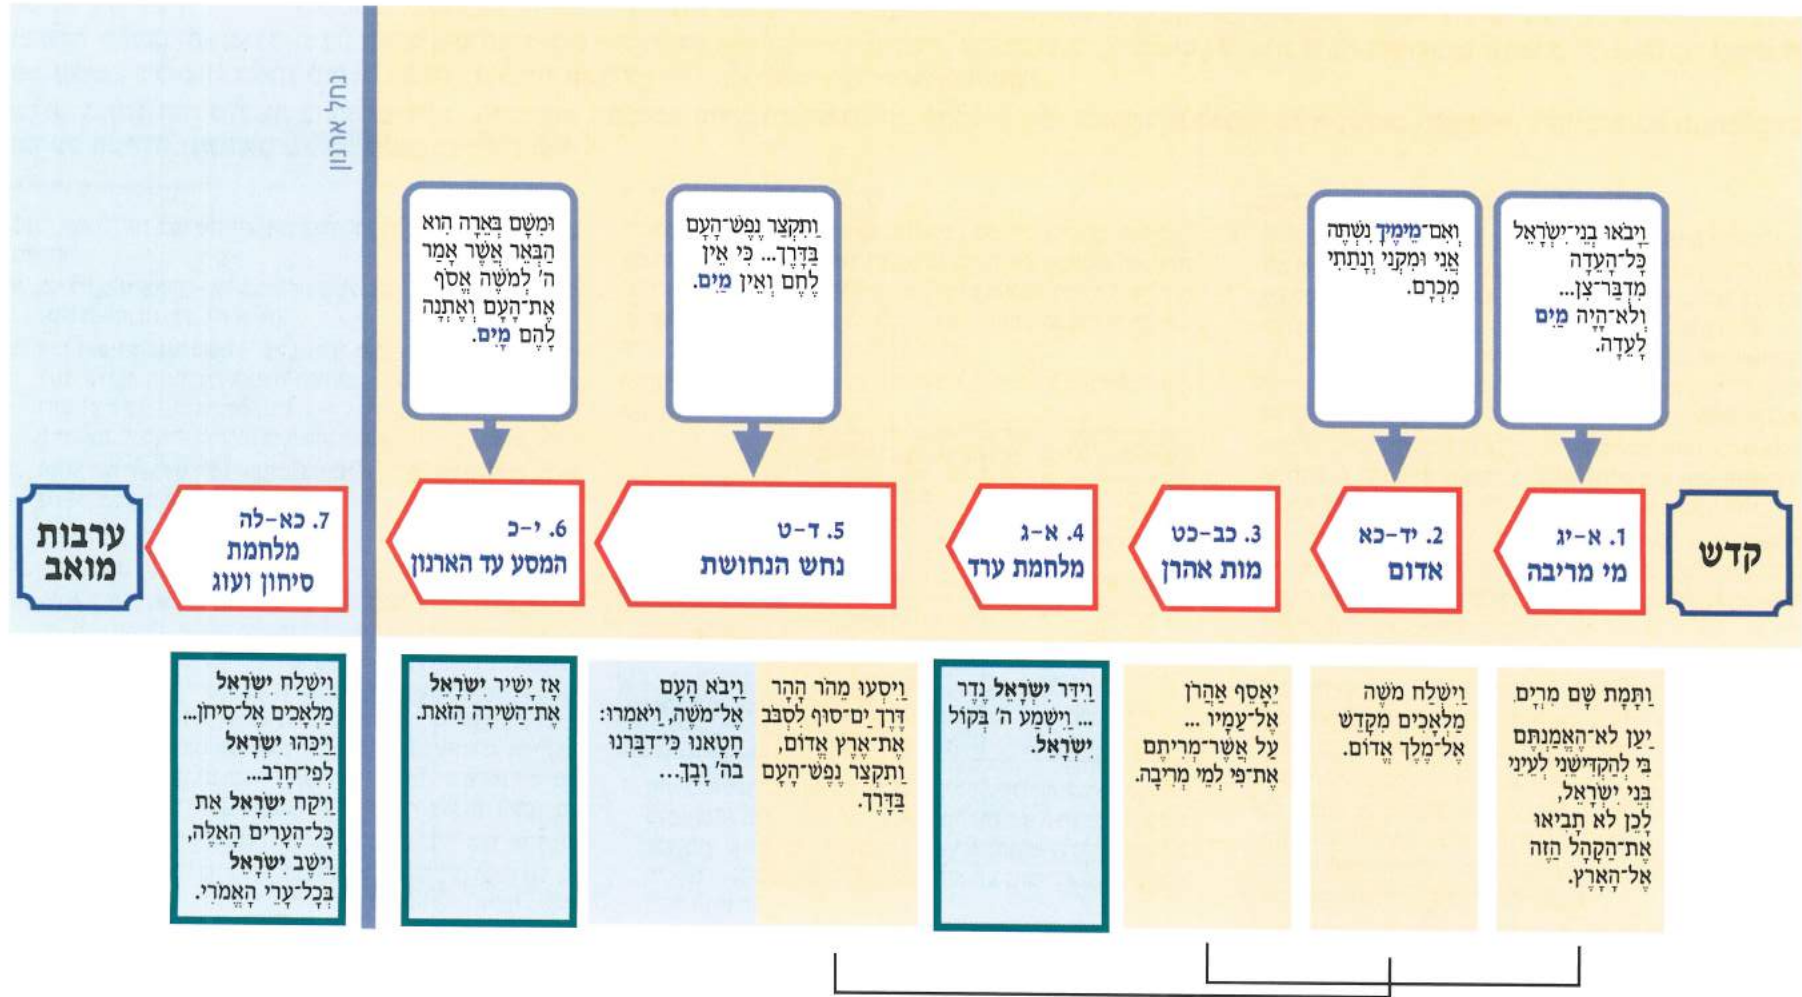 נחל ארנון
וַיָּבֹאוּ בְנֵי־יִשְׂרָאֵל
כָּל־הָעֵדָה
מִדְבַּר־צִן...
וְלֹא־הָיָה מַיִם
לָעֵדָה.
וְאִם־מֵימֶיךָ נִשְׁתֶּה
אֲנִי וּמִקְנַי וְנָתַתִּי
מִכְרָם.
וַתִּקְצַר נֶפֶשׁ־הָעָם
בַּדָּרֶךְ... כִּי אֵין
לֶחֶם וְאֵין מַיִם.
וּמִשָּׁם בְּאֵרָה הִוא
הַבְּאֵר אֲשֶׁר אָמַר
ה' לְמֹשֶׁה אֱסֹף
אֶת־הָעָם וְאֶתְּנָה
לָהֶם מָיִם.
קדש
1. א-יג
מי מריבה
2. יד-כא
אדום
3. כב-כט
מות אהרן
4. א-ג
מלחמת ערד
5. ד-ט
נחש הנחושת
6. י-כ
המסע עד הארנון
7. כא-לה
מלחמת
סיחון ועוג
ערבות
מואב
וַתָּמָת שָׁם מִרְיָם.
יַעַן לֹא־הֶאֱמַנְתֶּם
בִּי לְהַקְדִּישֵׁנִי לְעֵינֵי
בְּנֵי יִשְׂרָאֵל,
לָכֵן לֹא תָבִיאוּ
אֶת־הַקָּהָל הַזֶּה
אֶל־הָאָרֶץ.
וַיִּשְׁלַח מֹשֶׁה
מַלְאָכִים מִקָּדֵשׁ
אֶל־מֶלֶךְ אֱדוֹם.
יֵאָסֵף אַהֲרֹן
אֶל־עַמָּיו ...
עַל אֲשֶׁר־מְרִיתֶם
אֶת־פִּי לְמֵי מְרִיבָה.
וַיִּדַּר יִשְׂרָאֵל נֶדֶר
... וַיִּשְׁמַע ה' בְּקוֹל
יִשְׂרָאֵל.
וַיִּסְעוּ מֵהֹר הָהָר
דֶּרֶךְ יַם־סוּף לִסְבֹב
אֶת־אֶרֶץ אֱדוֹם,
וַתִּקְצַר נֶפֶשׁ־הָעָם
בַּדָּרֶךְ.
וַיָּבֹא הָעָם
אֶל־מֹשֶׁה, וַיֹּאמְרוּ:
חָטָאנוּ כִּי־דִבַּרְנוּ
בַה' וָבָךְ...
אָז יָשִׁיר יִשְׂרָאֵל
אֶת־הַשִּׁירָה הַזֹּאת.
וַיִּשְׁלַח יִשְׂרָאֵל
מַלְאָכִים אֶל־סִיחֹן...
וַיַּכֵּהוּ יִשְׂרָאֵל
לְפִי־חָרֶב...
וַיִּקַּח יִשְׂרָאֵל אֵת
כָּל־הֶעָרִים הָאֵלֶּה,
וַיֵּשֶׁב יִשְׂרָאֵל
בְּכָל־עָרֵי הָאֱמֹרִי.